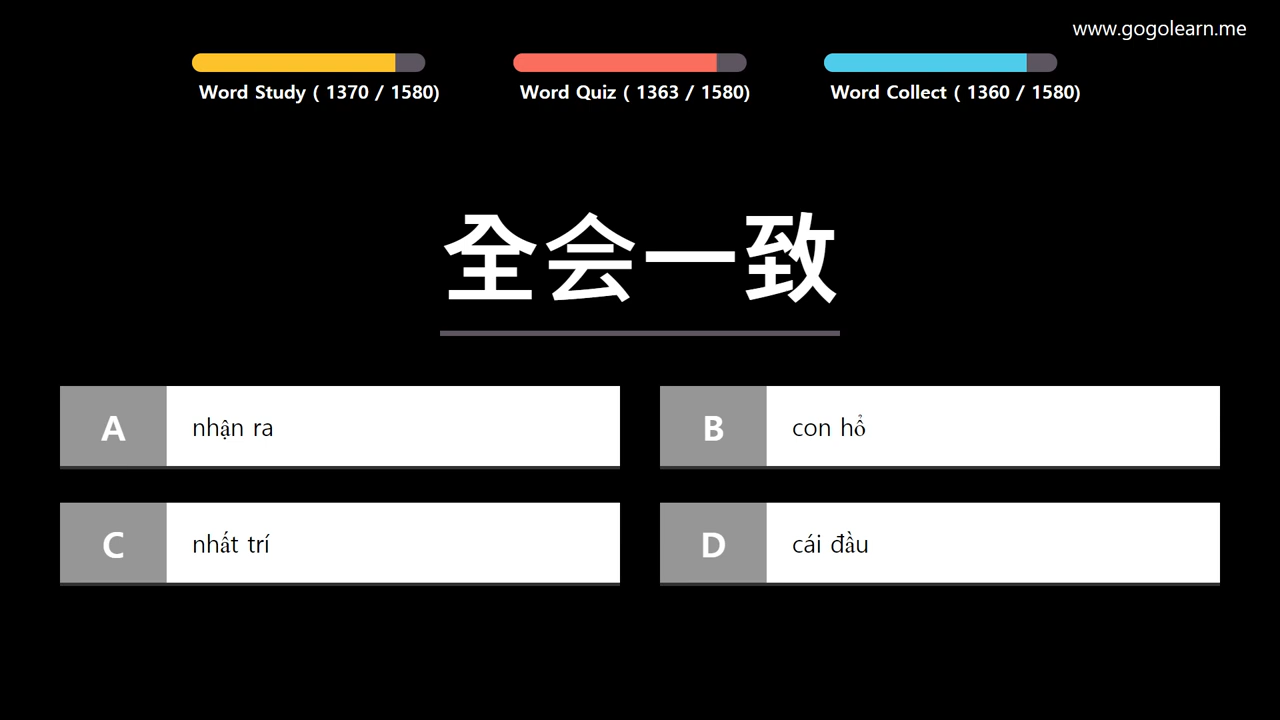 www.gogolearn.me
Word Study ( 1370 / 1580)
Word Quiz ( 1363 / 1580)
Word Collect ( 1360 / 1580)
全会一致
A nhận ra
B con hổ
C nhất trí
D cái đầu